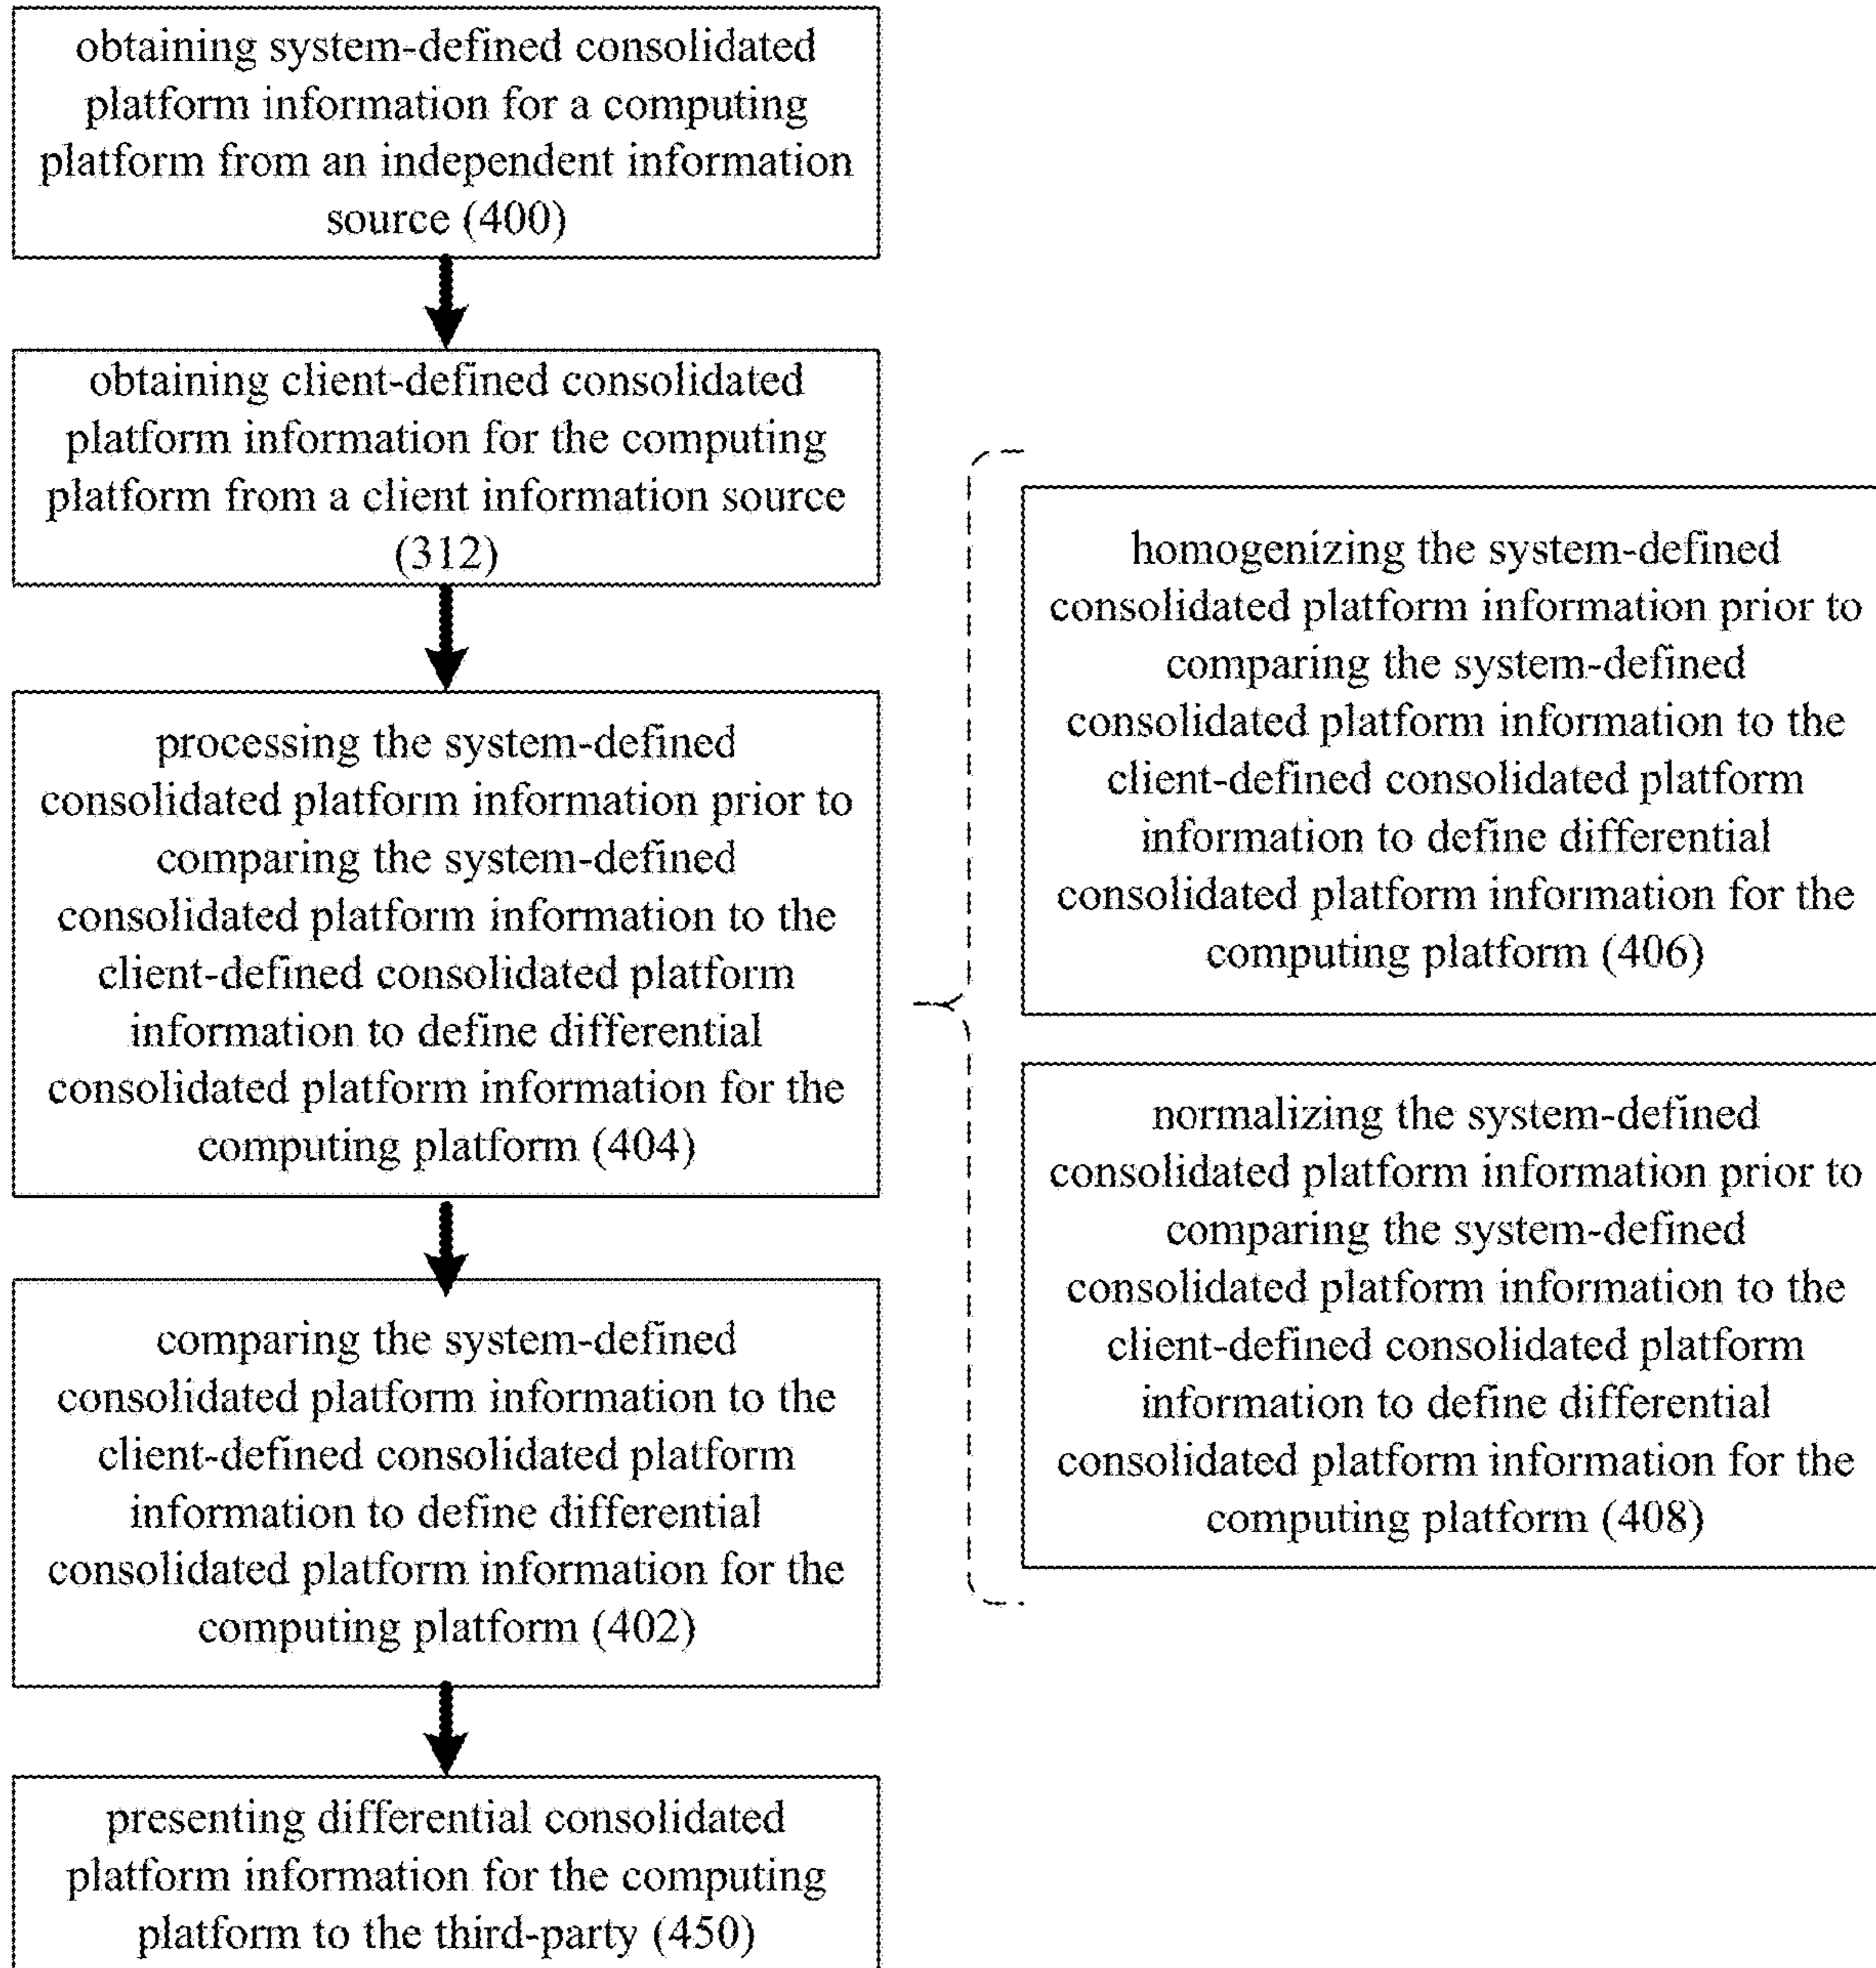 obtaining system-defined consolidated
platform information for a computing
platform from an independent information
source (400)
obtaining client-defined consolidated
platform information for the computing
platform from a client information source
(312)
processing the system-defined
consolidated platform information prior to
comparing the system-defined
consolidated platform information to the
client-defined consolidated platform
information to define differential
consolidated platform information for the
computing platform (404)
homogenizing the system-defined
consolidated platform information prior to
comparing the system-defined
consolidated platform information to the
client-defined consolidated platform
information to define differential
consolidated platform information for the
computing platform (406)
normalizing the system-defined
consolidated platform information prior to
comparing the system-defined
consolidated platform information to the
client-defined consolidated platform
information to define differential
consolidated platform information for the
computing platform (408)
comparing the system-defined
consolidated platform information to the
client-defined consolidated platform
information to define differential
consolidated platform information for the
computing platform (402)
presenting differential consolidated
platform information for the computing
platform to the third-party (450)